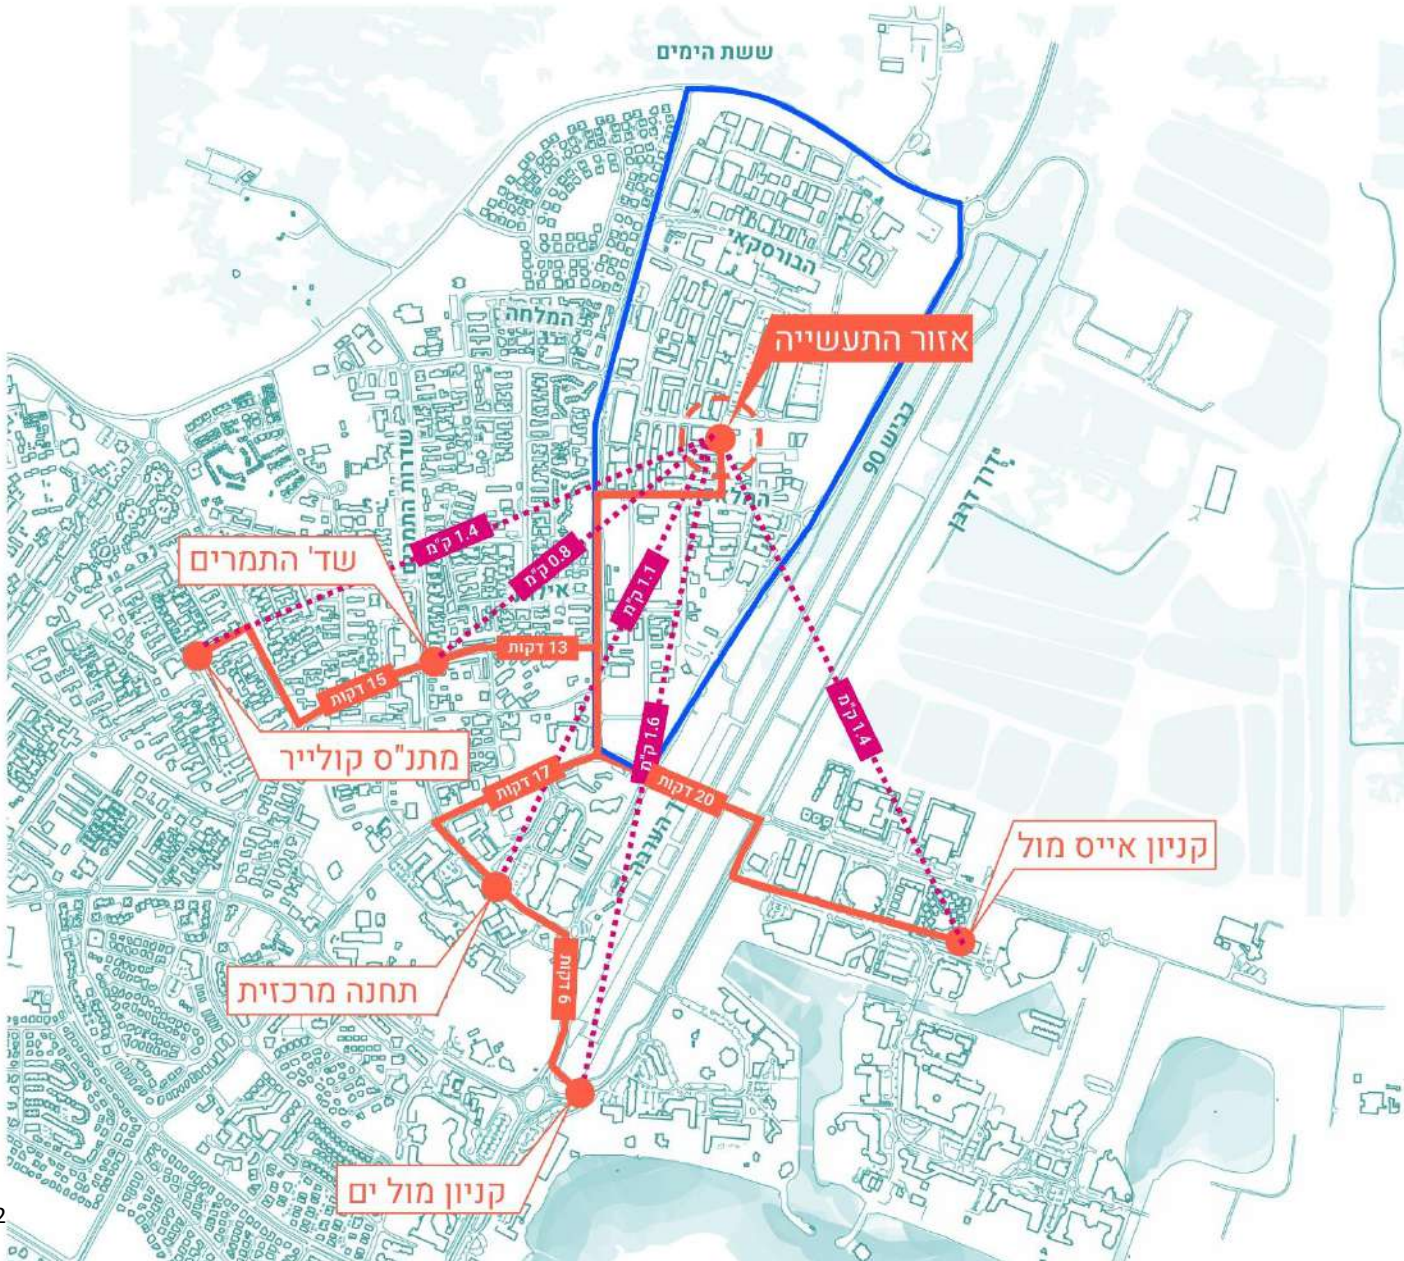 ששת הימים
הבורסקאי
המלחה
אזור התעשייה
כביש 90
דרך דרבן
שדרות התמרים
1.4 ק"מ
0.8 ק"מ
1.1 ק"מ
שד' התמרים
13 דקות
15 דקות
מתנ"ס קולייר
1.6 ק"מ
1.4 ק"מ
17 דקות
20 דקות
הערבה
קניון אייס מול
תחנה מרכזית
6 דקות
קניון מול ים
2